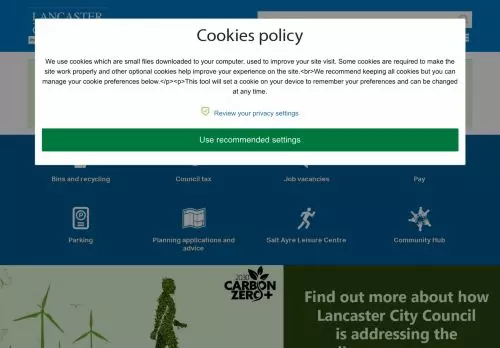 LANCASTER
Cookies policy
We use cookies which are small files downloaded to your computer, used to improve your site visit. Some cookies are required to make the
site work properly and other optional cookies help improve your experience on the site.<br>We recommend keeping all cookies but you can
manage your cookie preferences below.</p><p>This tool will set a cookie on your device to remember your preferences and can be changed
at any time.
Review your privacy settings
Use recommended settings
Bins and recycling
Council tax
Job vacancies
Pay
Parking
Planning applications and
advice
Salt Ayre Leisure Centre
Community Hub
2030
CARBON
ZERO+
Find out more about how
Lancaster City Council
is addressing the